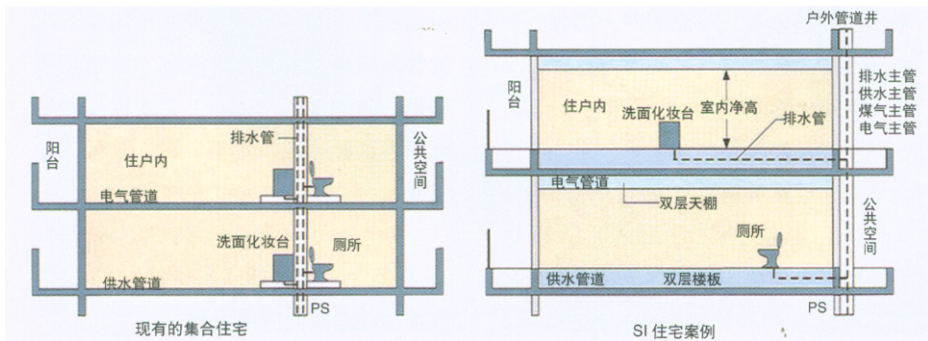 阳台
住户内
排水管
公共空间
电气管道
洗面化妆台
厕所
供水管道
PS
现有的集合住宅
户外管道井
阳台
住户内
洗面化妆台
室内净高
排水管
排水主管
供水主管
煤气主管
电气主管
电气管道
双层天棚
公共空间
厕所
供水管道
双层楼板
PS
SI 住宅案例